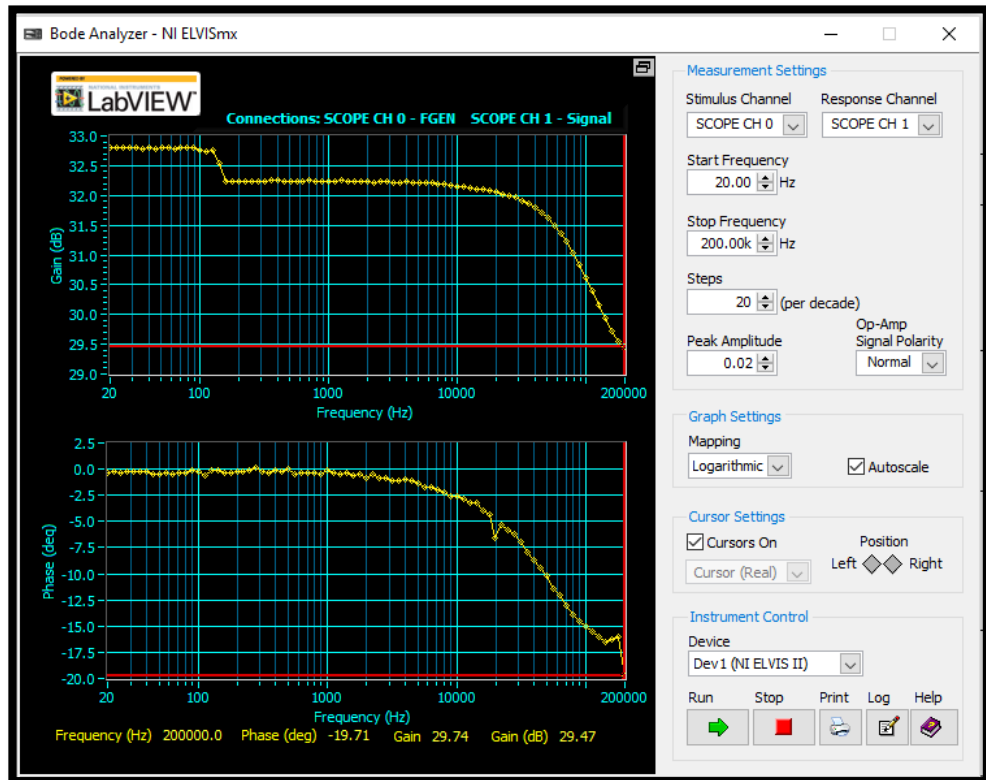 Bode Analyzer - NI ELVISmx
POWERED BY
NATIONAL INSTRUMENTS
LabVIEW™
Connections: SCOPE CH 0 - FGEN SCOPE CH 1 - Signal
33.0
32.5
32.0
31.5
31.0
30.5
30.0
29.5
29.0
Gain (dB)
20 100 1000 10000 200000
Frequency (Hz)
2.5
0.0
-2.5
-5.0
-7.5
-10.0
-12.5
-15.0
-17.5
-20.0
Phase (deg)
20 100 1000 10000 200000
Frequency (Hz)
Frequency (Hz) 200000.0 Phase (deg) -19.71 Gain 29.74 Gain (dB) 29.47
Measurement Settings
Stimulus Channel Response Channel
SCOPE CH 0 SCOPE CH 1
Start Frequency
20.00 Hz
Stop Frequency
200.00k Hz
Steps
20 (per decade)
Peak Amplitude
0.02
Op-Amp
Signal Polarity
Normal
Graph Settings
Mapping
Logarithmic Autoscale
Cursor Settings
Cursors On Position
Cursor (Real) Left Right
Instrument Control
Device
Dev1 (NI ELVIS II)
Run Stop Print Log Help